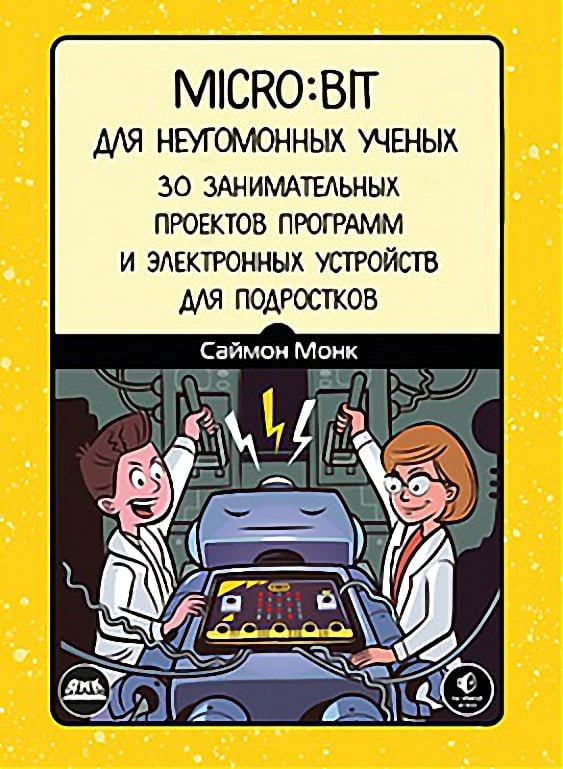 MICRO:BIT
ДЛЯ НЕУГОМОННЫХ УЧЕНЫХ
30 ЗАНИМАТЕЛЬНЫХ
ПРОЕКТОВ ПРОГРАММ
И ЭЛЕКТРОННЫХ УСТРОЙСТВ
ДЛЯ ПОДРОСТКОВ
Саймон Монк
ДМК